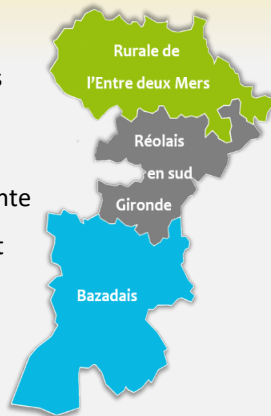 Rurale de
l'Entre deux Mers
Réolais
en sud
Gironde
Bazadais